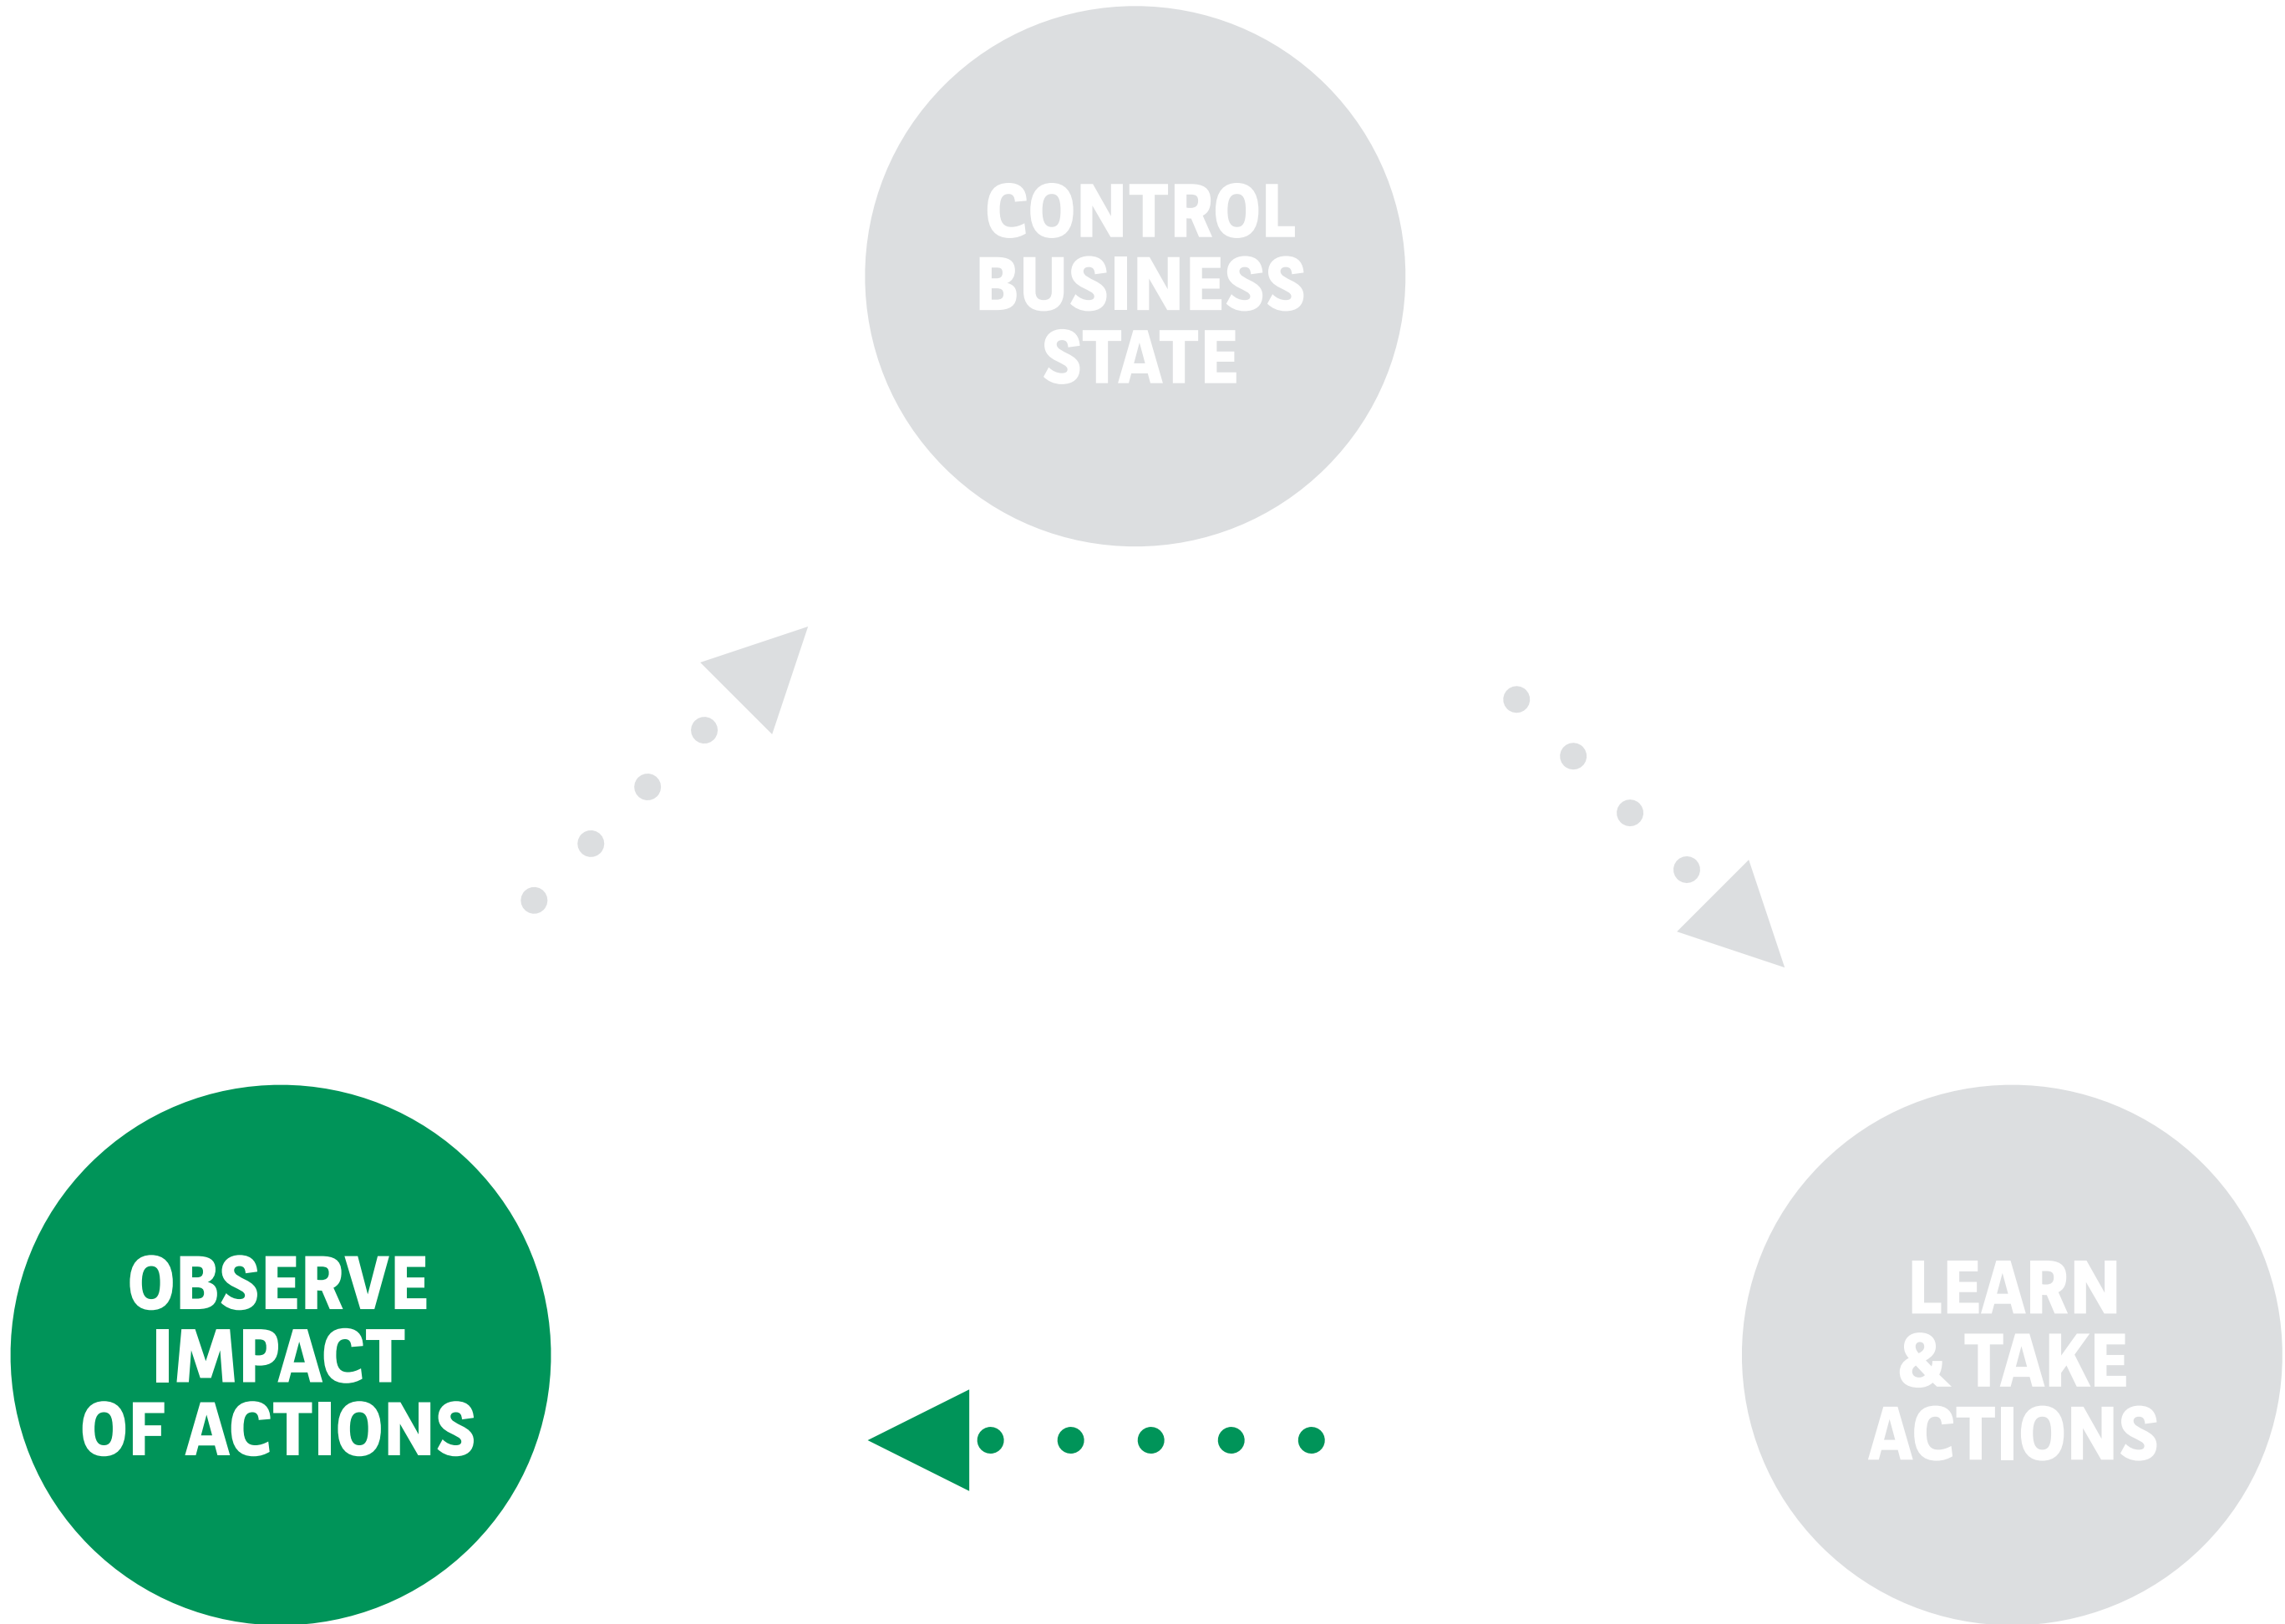 CONTROL
BUSINESS
STATE
OBSERVE
IMPACT
OF ACTIONS
LEARN
& TAKE
ACTIONS